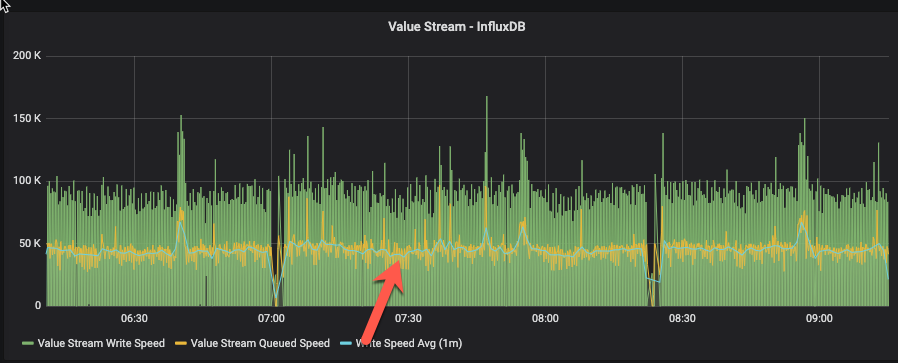 Value Stream - InfluxDB
200 K
150 K
100 K
50 K
0
06:30 07:00 07:30 08:00 08:30 09:00
Value Stream Write Speed Value Stream Queued Speed Write Speed Avg (1m)